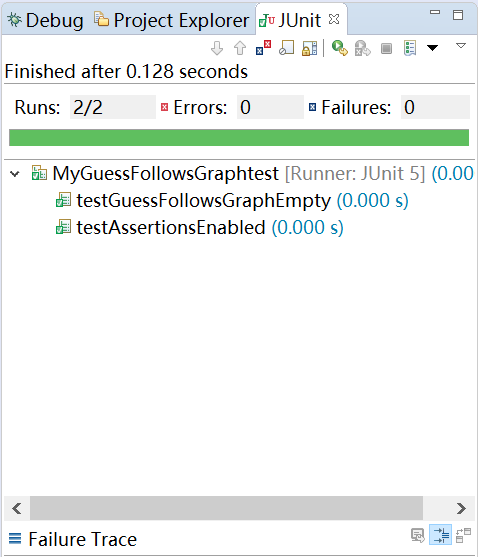 Debug Project Explorer JUnit
Finished after 0.128 seconds
Runs: 2/2 Errors: 0 Failures: 0
MyGuessFollowsGraphtest [Runner: JUnit 5] (0.00
testGuessFollowsGraphEmpty (0.000 s)
testAssertionsEnabled (0.000 s)
Failure Trace